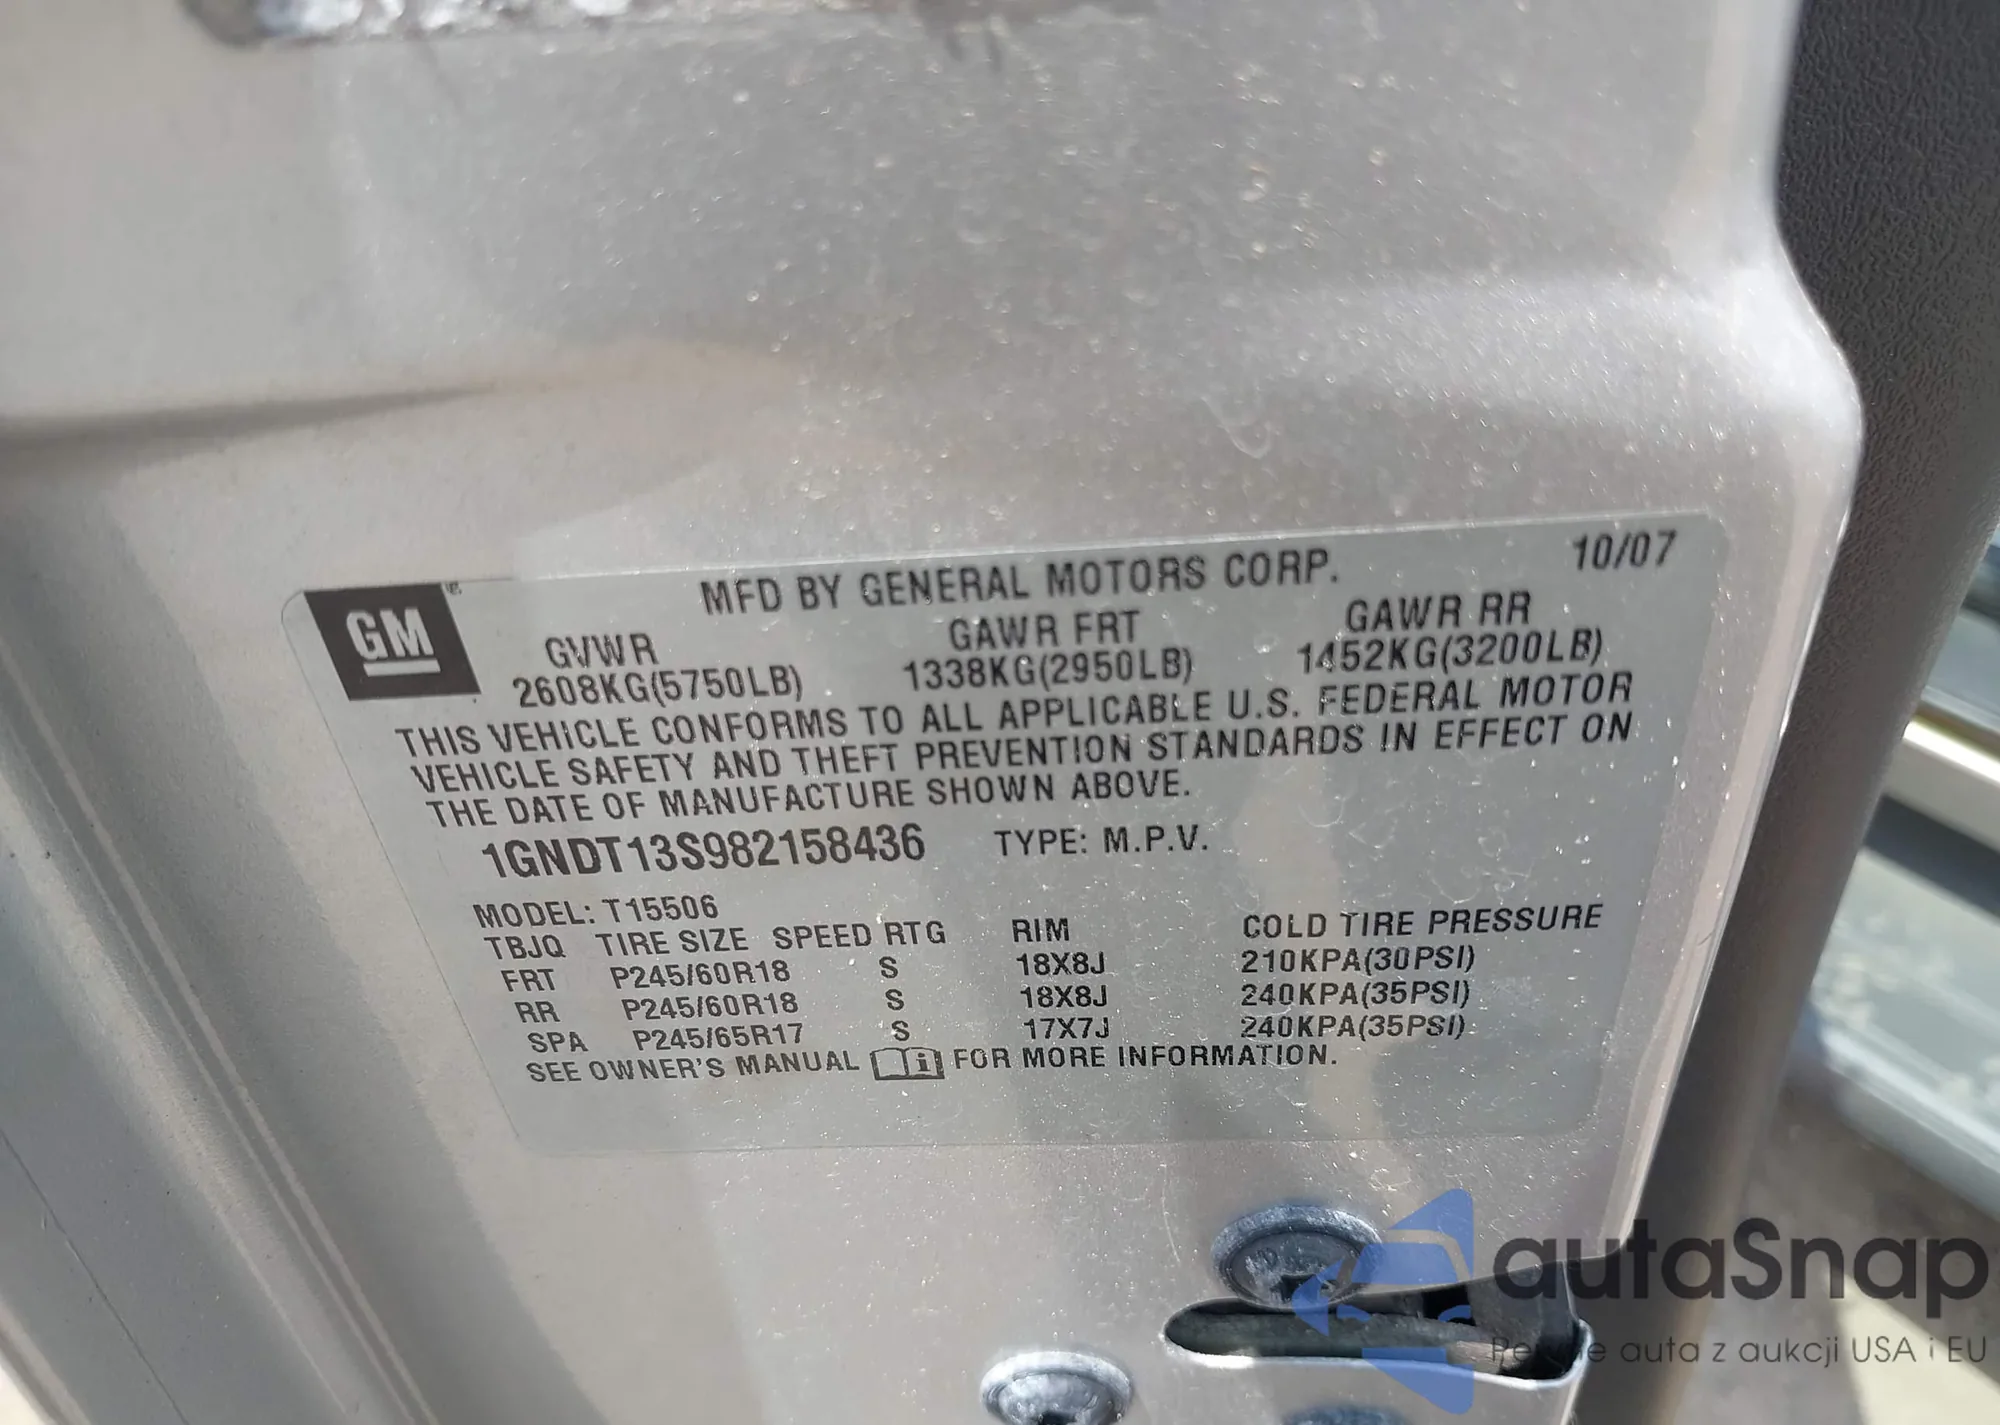 MFD BY GENERAL MOTORS CORP. 10/07
GM
GVWR GAWR FRT GAWR RR
2608KG(5750LB) 1338KG(2950LB) 1452KG(3200LB)
THIS VEHICLE CONFORMS TO ALL APPLICABLE U.S. FEDERAL MOTOR
VEHICLE SAFETY AND THEFT PREVENTION STANDARDS IN EFFECT ON
THE DATE OF MANUFACTURE SHOWN ABOVE.
1GNDT13S982158436 TYPE: M.P.V.
MODEL: T15506
TBJQ TIRE SIZE SPEED RTG RIM COLD TIRE PRESSURE
FRT P245/60R18 S 18X8J 210KPA(30PSI)
RR P245/60R18 S 18X8J 240KPA(35PSI)
SPA P245/65R17 S 17X7J 240KPA(35PSI)
SEE OWNER'S MANUAL FOR MORE INFORMATION.
autaSnap
auta z aukcji USA i EU